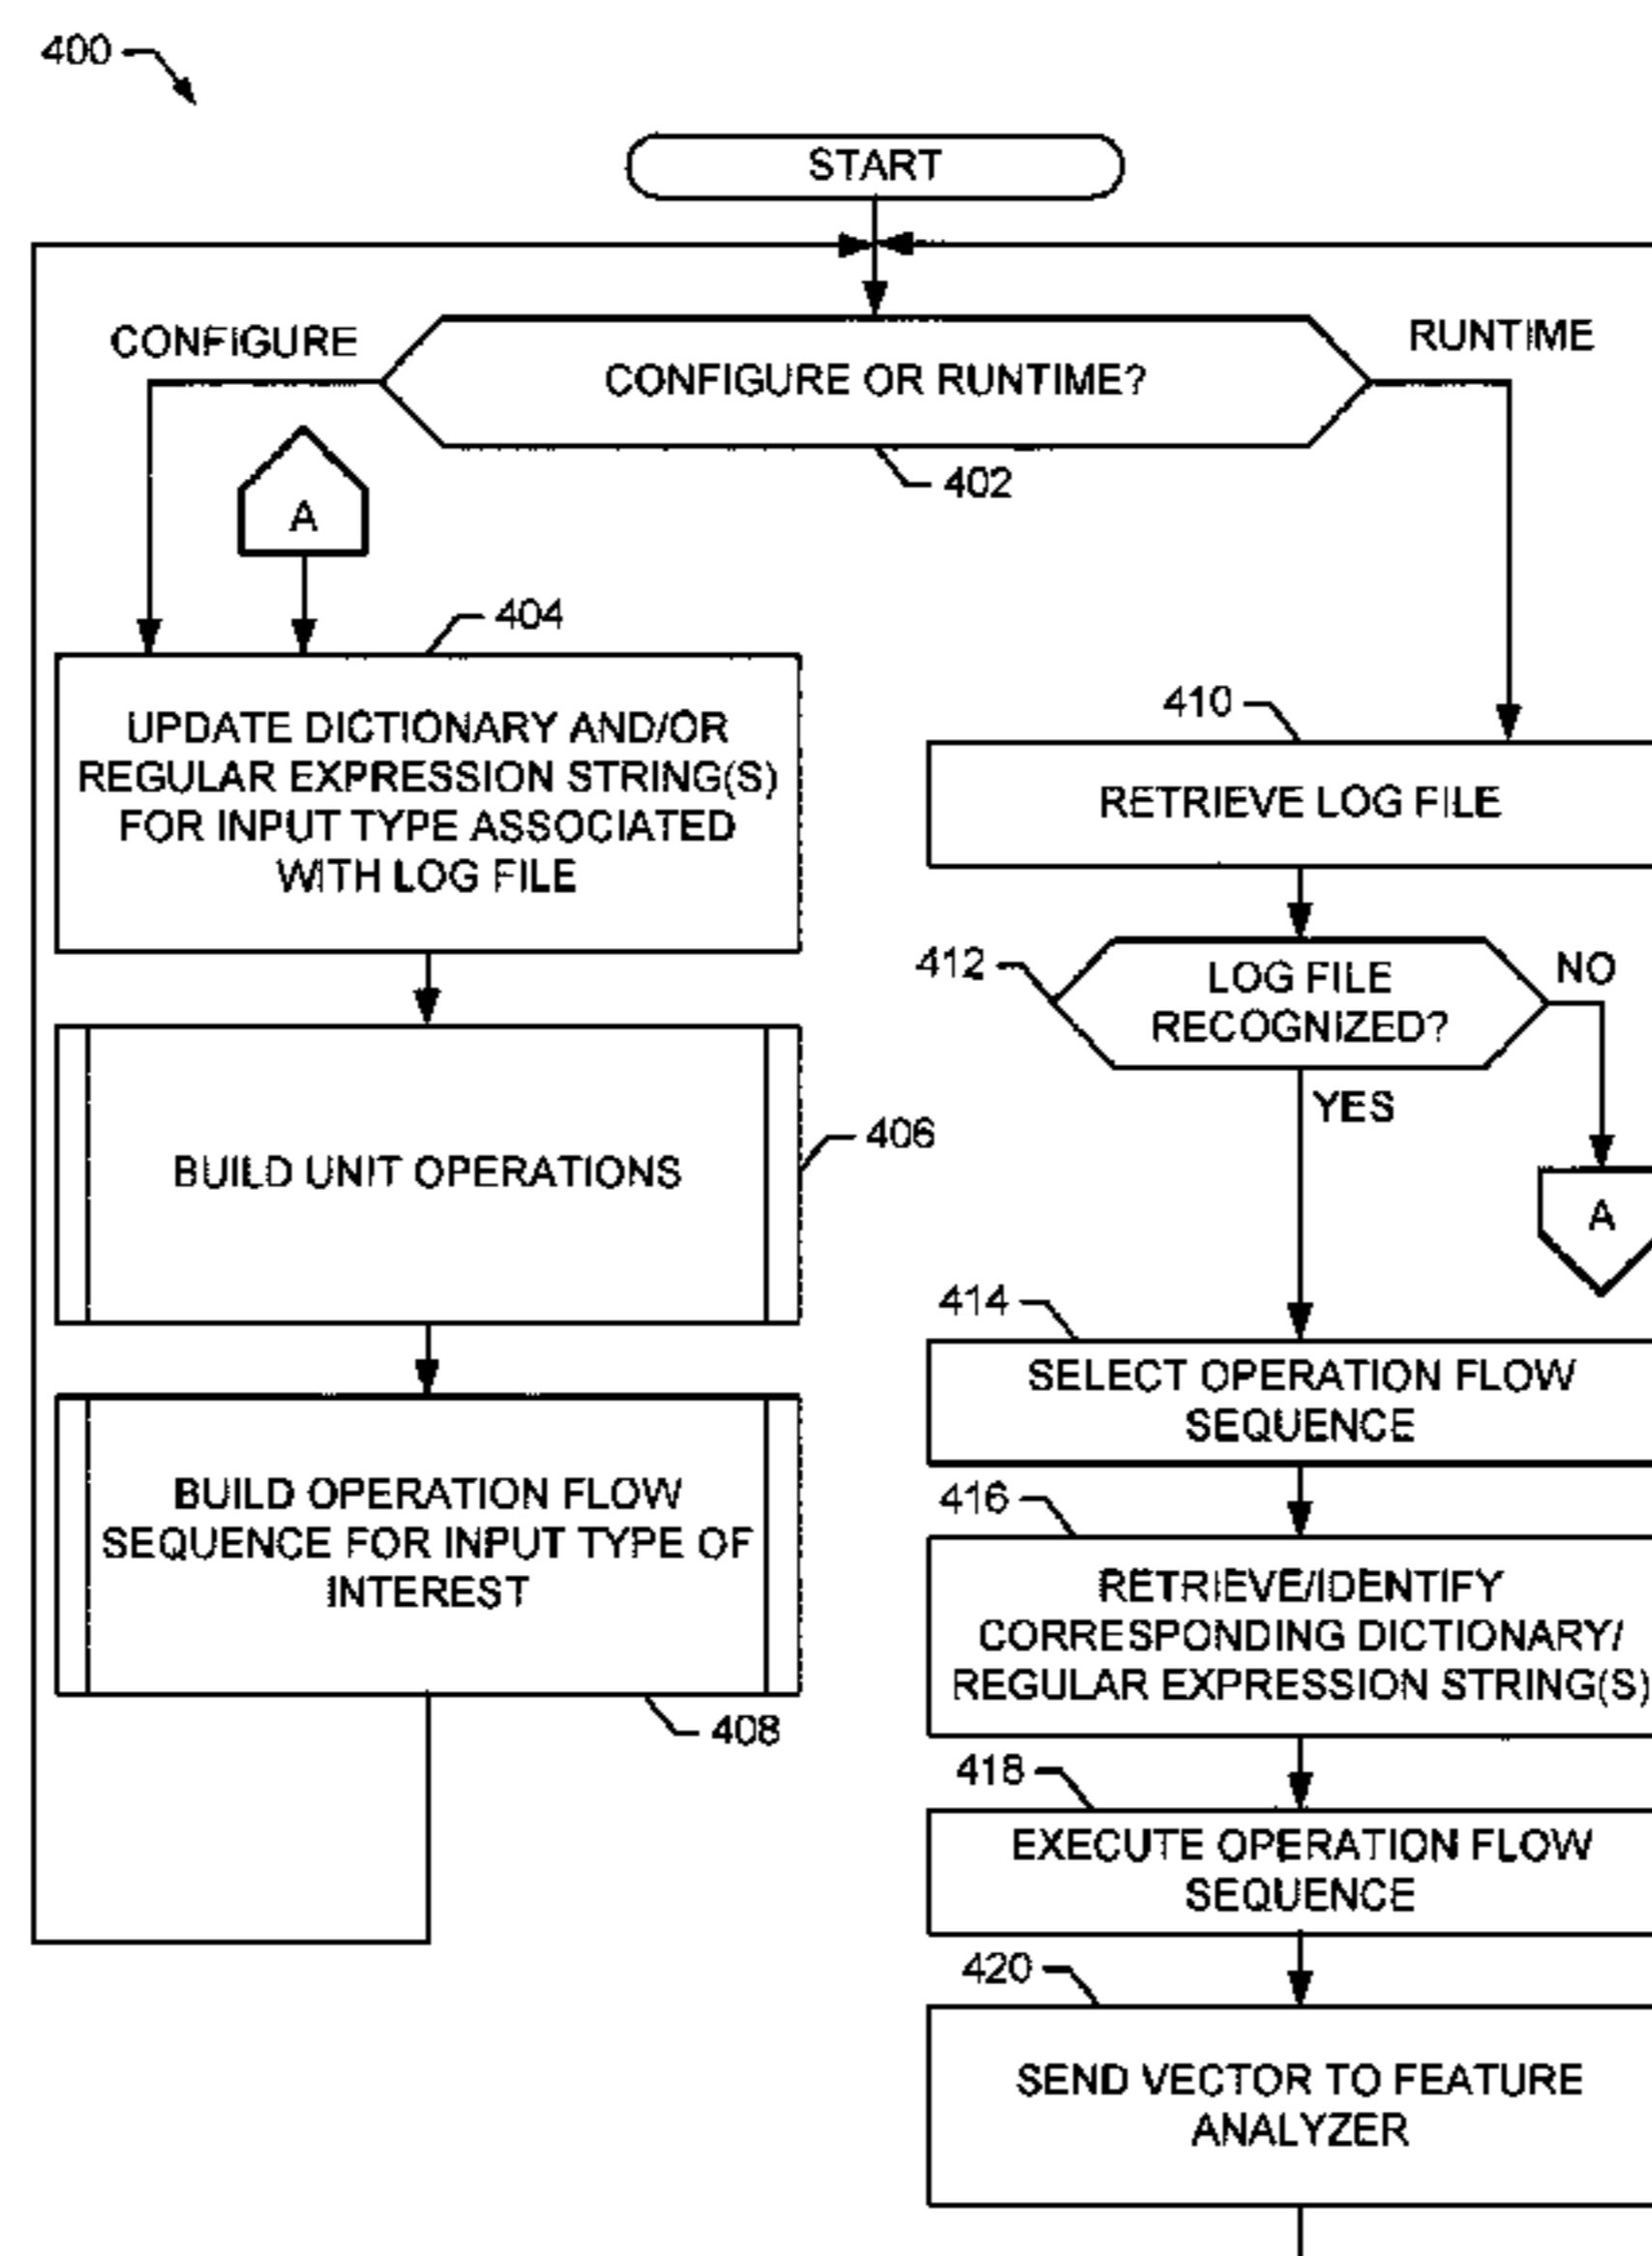 400
START
CONFIGURE
RUNTIME
CONFIGURE OR RUNTIME?
402
A
404
UPDATE DICTIONARY AND/OR
REGULAR EXPRESSION STRING(S)
FOR INPUT TYPE ASSOCIATED
WITH LOG FILE
BUILD UNIT OPERATIONS
406
BUILD OPERATION FLOW
SEQUENCE FOR INPUT TYPE OF
INTEREST
408
410
RETRIEVE LOG FILE
412
LOG FILE
RECOGNIZED?
NO
YES
A
414
SELECT OPERATION FLOW
SEQUENCE
416
RETRIEVE/IDENTIFY
CORRESPONDING DICTIONARY/
REGULAR EXPRESSION STRING(S)
418
EXECUTE OPERATION FLOW
SEQUENCE
420
SEND VECTOR TO FEATURE
ANALYZER